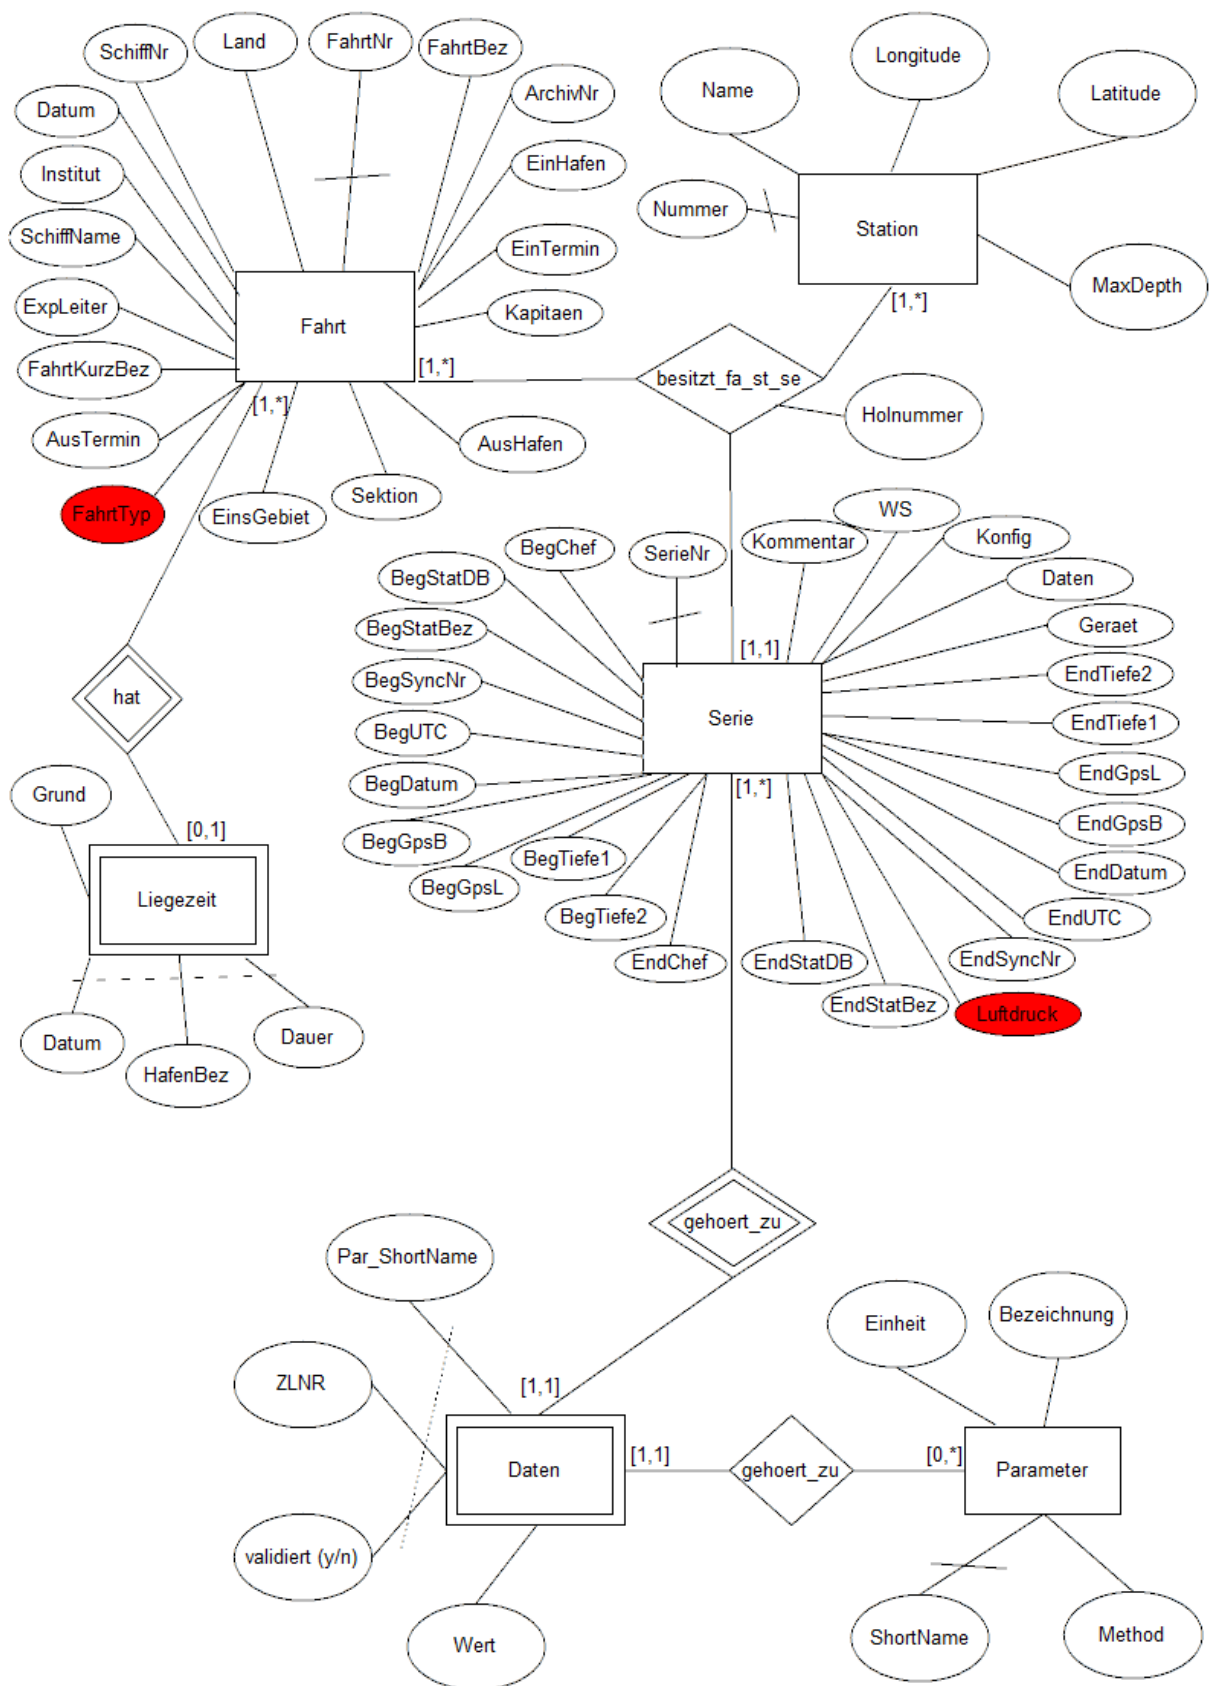 SchiffNr
Land
FahrtNr
FahrtBez
Datum
ArchivNr
Institut
EinHafen
SchiffName
EinTermin
ExpLeiter
Fahrt
Kapitaen
FahrtKurzBez
[1,*]
[1,*]
AusTermin
AusHafen
FahrtTyp
EinsGebiet
Sektion
Name
Longitude
Latitude
Nummer
Station
MaxDepth
[1,*]
besitzt_fa_st_se
Holnummer
hat
Grund
[0,1]
Liegezeit
Datum
HafenBez
Dauer
BegChef
SerieNr
Kommentar
WS
Konfig
BegStatDB
Daten
BegStatBez
Geraet
[1,1]
BegSyncNr
EndTiefe2
Serie
BegUTC
EndTiefe1
BegDatum
[1,*]
EndGpsL
BegGpsB
EndGpsB
BegGpsL
BegTiefe1
EndDatum
BegTiefe2
EndUTC
EndChef
EndStatDB
EndSyncNr
EndStatBez
Luftdruck
gehoert_zu
Par_ShortName
ZLNR
[1,1]
Daten
[1,1]
gehoert_zu
[0,*]
Parameter
Einheit
Bezeichnung
validiert (y/n)
Wert
ShortName
Method